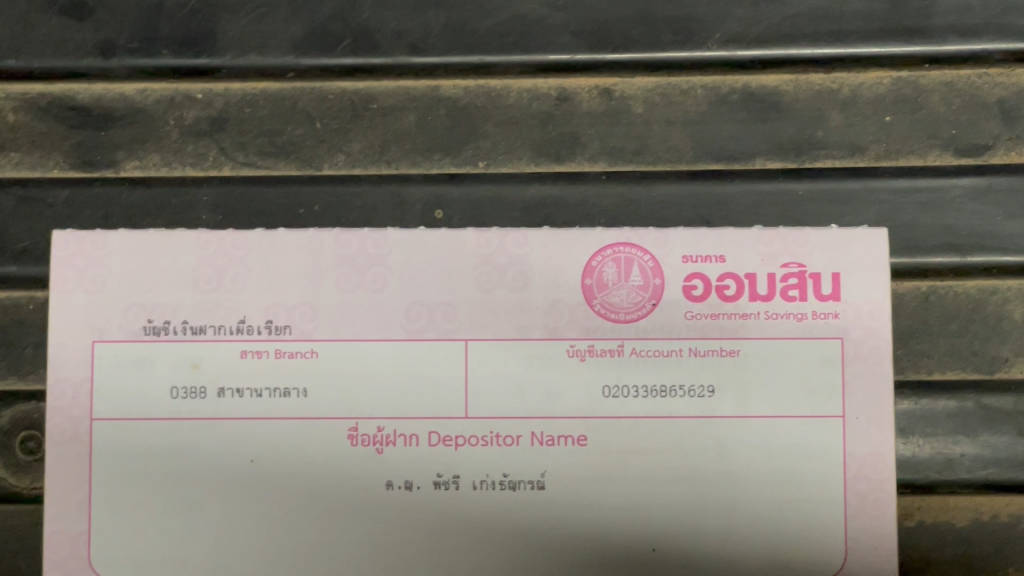 ธนาคาร
ออมสิน
Government Savings Bank
บัญชีเงินฝากเผื่อเรียก
สาขา Branch
บัญชีเลขที่ Account Number
0388 สาขานากลาง
020336865629
ชื่อผู้ฝาก Depositor Name
ด.ญ. พัชรี เก่งธัญกรณ์